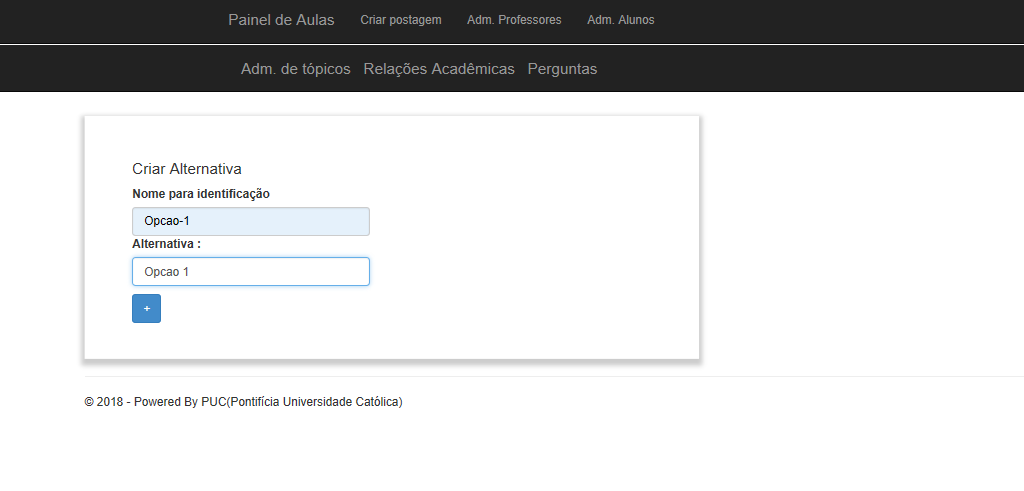 Painel de Aulas Criar postagem Adm. Professores Adm. Alunos
Adm. de tópicos Relações Acadêmicas Perguntas
Criar Alternativa
Nome para identificação
Opcao-1
Alternativa :
Opcao 1
+
© 2018 - Powered By PUC(Pontifícia Universidade Católica)